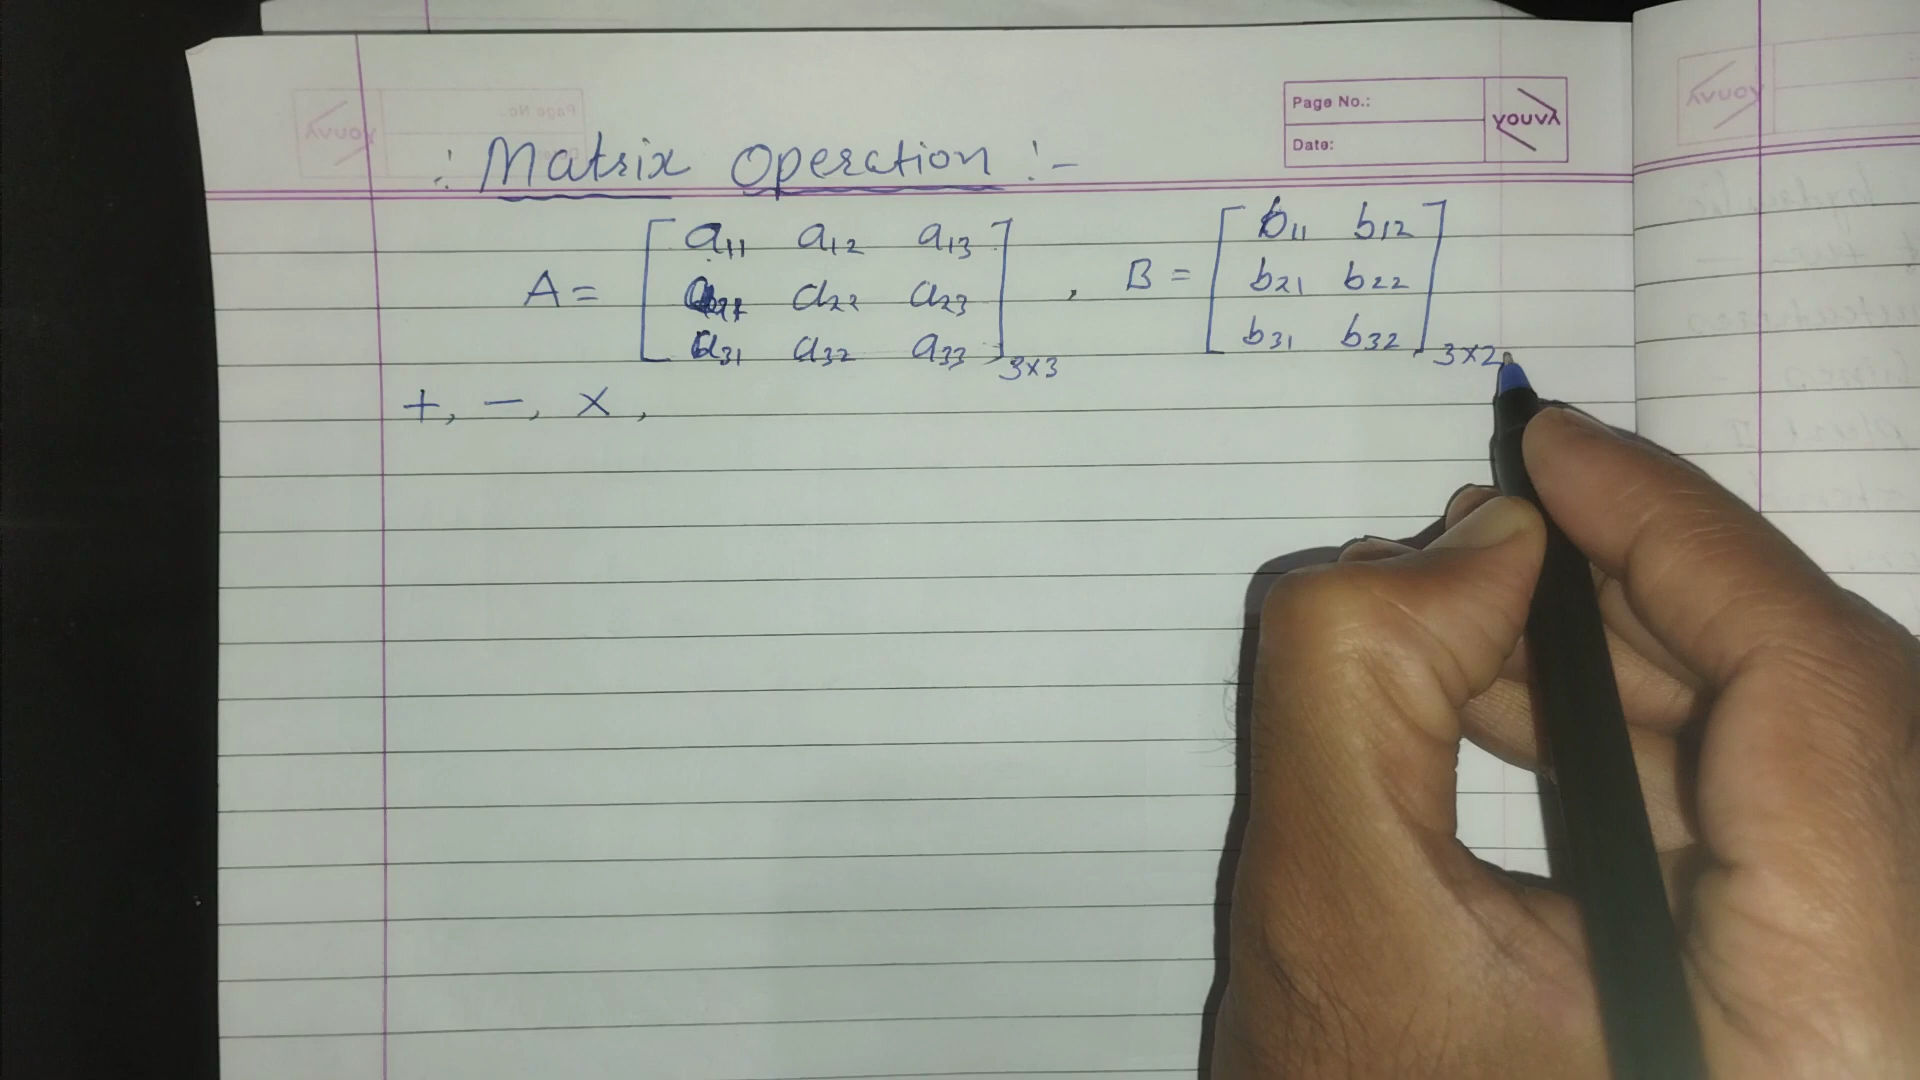 Page No.:
youva
Date:
: Matrix Operation :-
A = [ a11 a12 a13 ] , B = [ b11 b12 ]
a21 a22 a23 b21 b22
a31 a32 a33 3×3 b31 b32 3×2
+, −, ×,